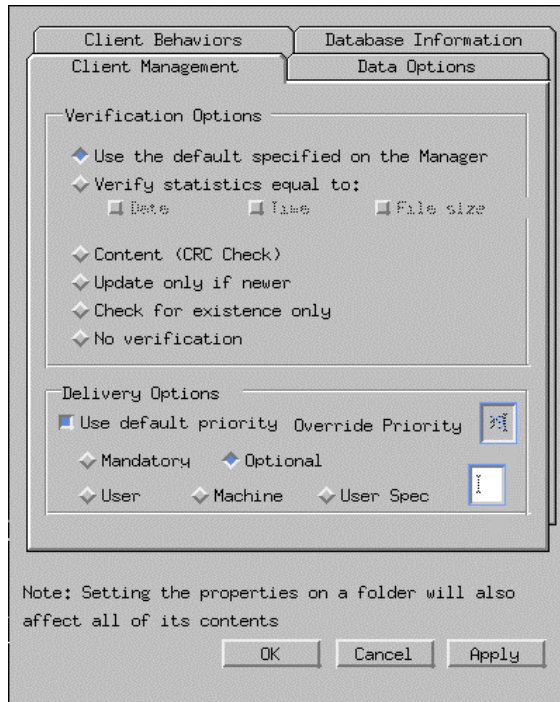 Client Behaviors
Database Information
Client Management
Data Options
Verification Options
Use the default specified on the Manager
Verify statistics equal to:
Date Time File size
Content (CRC Check)
Update only if newer
Check for existence only
No verification
Delivery Options
Use default priority Override Priority
Mandatory Optional
User Machine User Spec
Note: Setting the properties on a folder will also
affect all of its contents
OK Cancel Apply